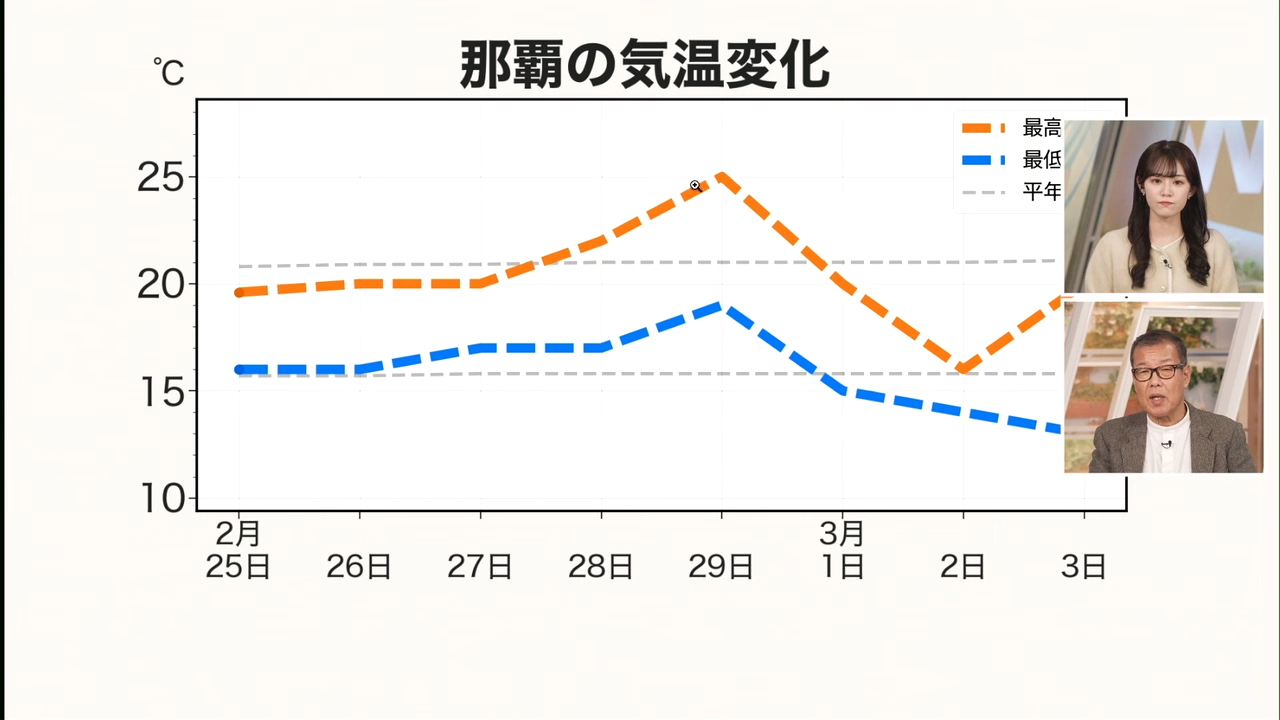 那覇の気温変化
℃
最高
最低
平年
25
20
15
10
2月 3月
25日 26日 27日 28日 29日 1日 2日 3日